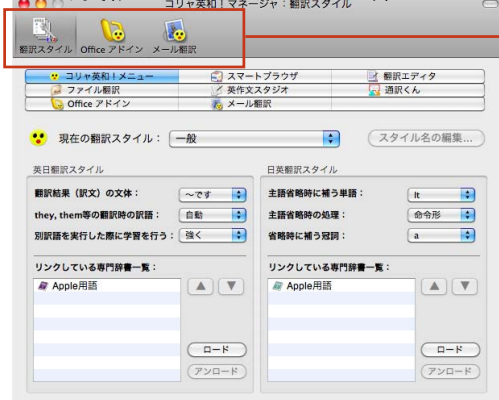 コリャ英和！マネージャ：翻訳スタイル
翻訳スタイル Office アドイン メール翻訳
コリャ英和！メニュー スマートブラウザ 翻訳エディタ
ファイル翻訳 英作文スタジオ 通訳くん
Office アドイン メール翻訳
現在の翻訳スタイル： 一般 スタイル名の編集...
英日翻訳スタイル 日英翻訳スタイル
翻訳結果（訳文）の文体： 〜です 主語省略時に補う単語： It
they, them等の翻訳時の訳語： 自動 主語省略時の処理： 命令形
別訳語を実行した際に学習を行う： 強く 省略時に補う冠詞： a
リンクしている専門辞書一覧： リンクしている専門辞書一覧：
Apple用語 Apple用語
ロード ロード
アンロード アンロード